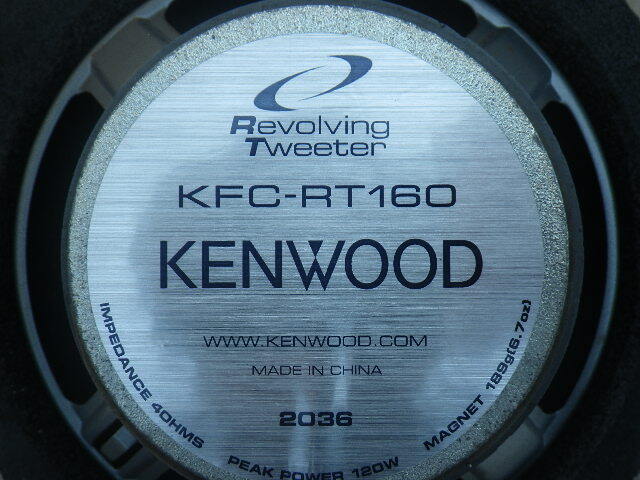 Revolving
Tweeter
KFC-RT160
KENWOOD
WWW.KENWOOD.COM
MADE IN CHINA
2036
IMPEDANCE 4OHMS
PEAK POWER 120W
MAGNET 189g(6.7oz)